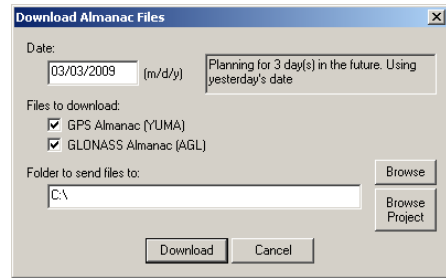 Download Almanac Files
Date:
03/03/2009 (m/d/y)
Planning for 3 day(s) in the future. Using
yesterday's date
Files to download:
GPS Almanac (YUMA)
GLONASS Almanac (AGL)
Folder to send files to:
Browse
C:\
Browse
Project
Download Cancel